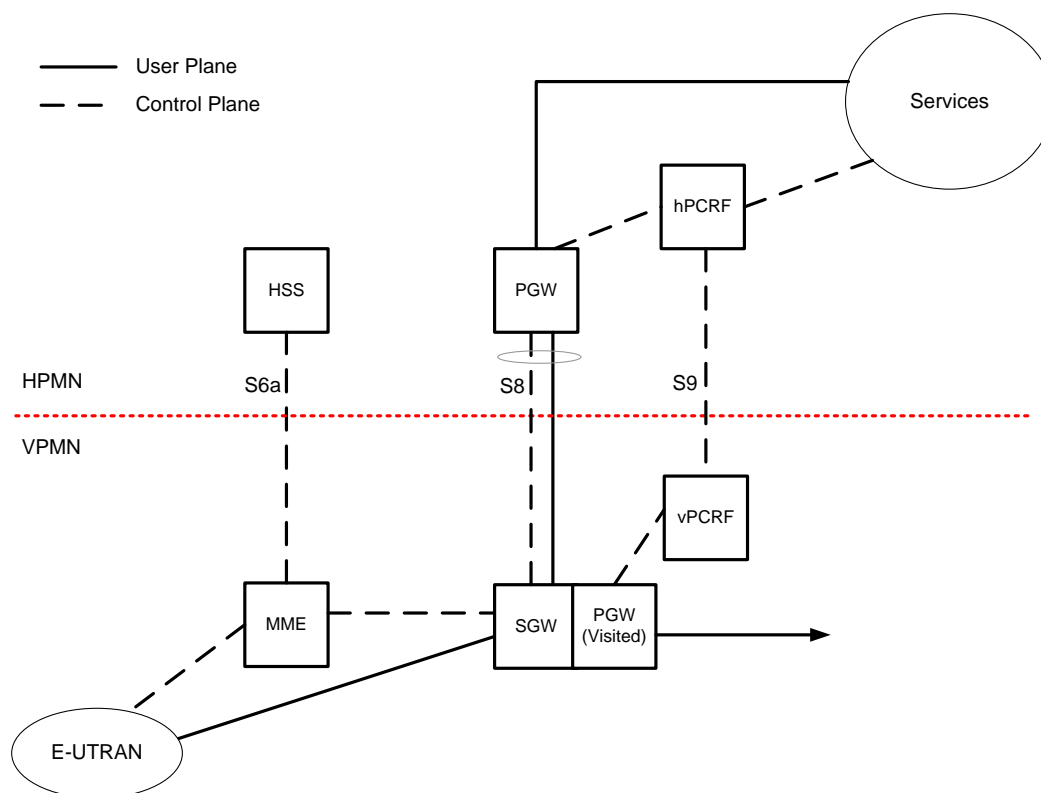 User Plane
Control Plane
Services
hPCRF
HSS
PGW
HPMN
S6a
S8
S9
VPMN
vPCRF
MME
SGW
PGW
(Visited)
E-UTRAN